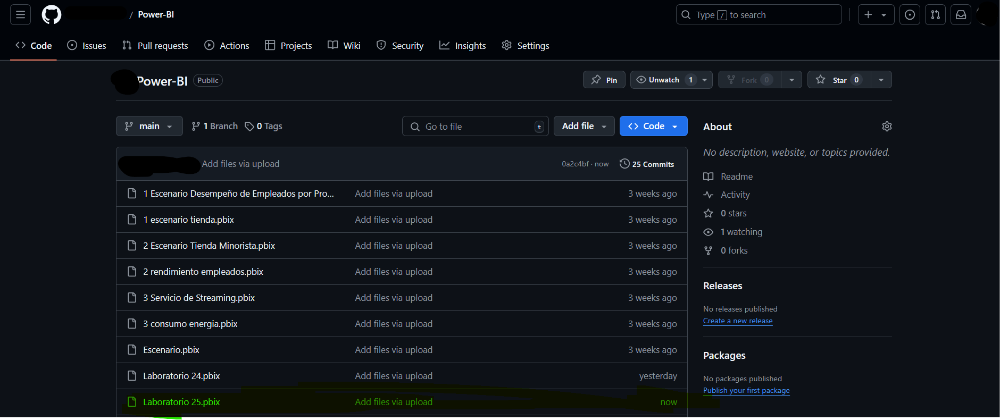 / Power-BI
Type / to search
Code Issues Pull requests Actions Projects Wiki Security Insights Settings
Power-BI Public
Pin Unwatch 1 Fork 0 Star 0
main 1 Branch 0 Tags Go to file t Add file Code
Add files via upload 0a2c4bf · now 25 Commits
1 Escenario Desempeño de Empleados por Pro... Add files via upload 3 weeks ago
1 escenario tienda.pbix Add files via upload 3 weeks ago
2 Escenario Tienda Minorista.pbix Add files via upload 3 weeks ago
2 rendimiento empleados.pbix Add files via upload 3 weeks ago
3 Servicio de Streaming.pbix Add files via upload 3 weeks ago
3 consumo energia.pbix Add files via upload 3 weeks ago
Escenario.pbix Add files via upload 3 weeks ago
Laboratorio 24.pbix Add files via upload yesterday
Laboratorio 25.pbix Add files via upload now
About
No description, website, or topics provided.
Readme
Activity
0 stars
1 watching
0 forks
Releases
No releases published
Create a new release
Packages
No packages published
Publish your first package